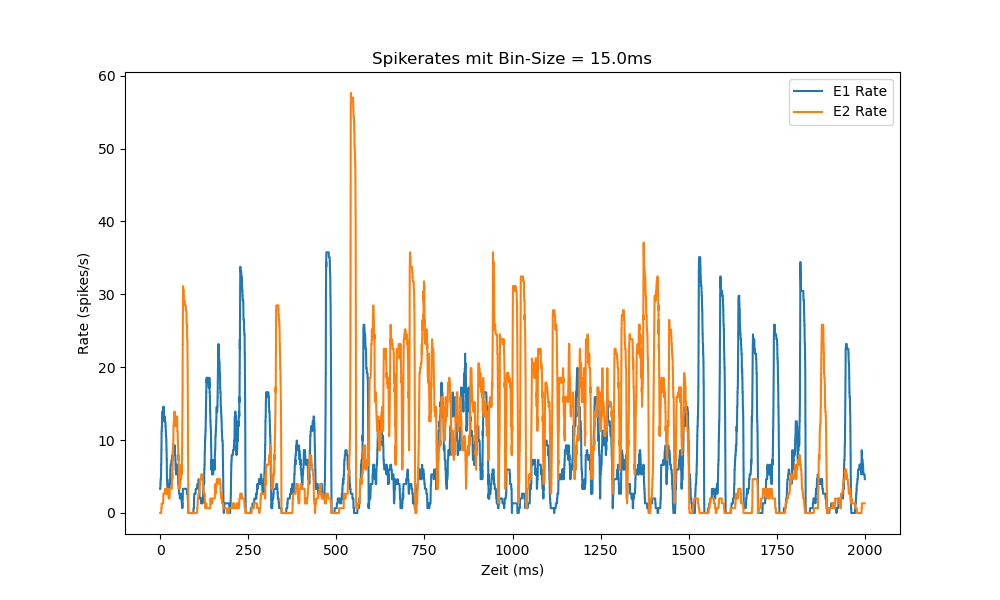 Spikerates mit Bin-Size = 15.0ms
E1 Rate
E2 Rate
Rate (spikes/s)
60
50
40
30
20
10
0
0 250 500 750 1000 1250 1500 1750 2000
Zeit (ms)